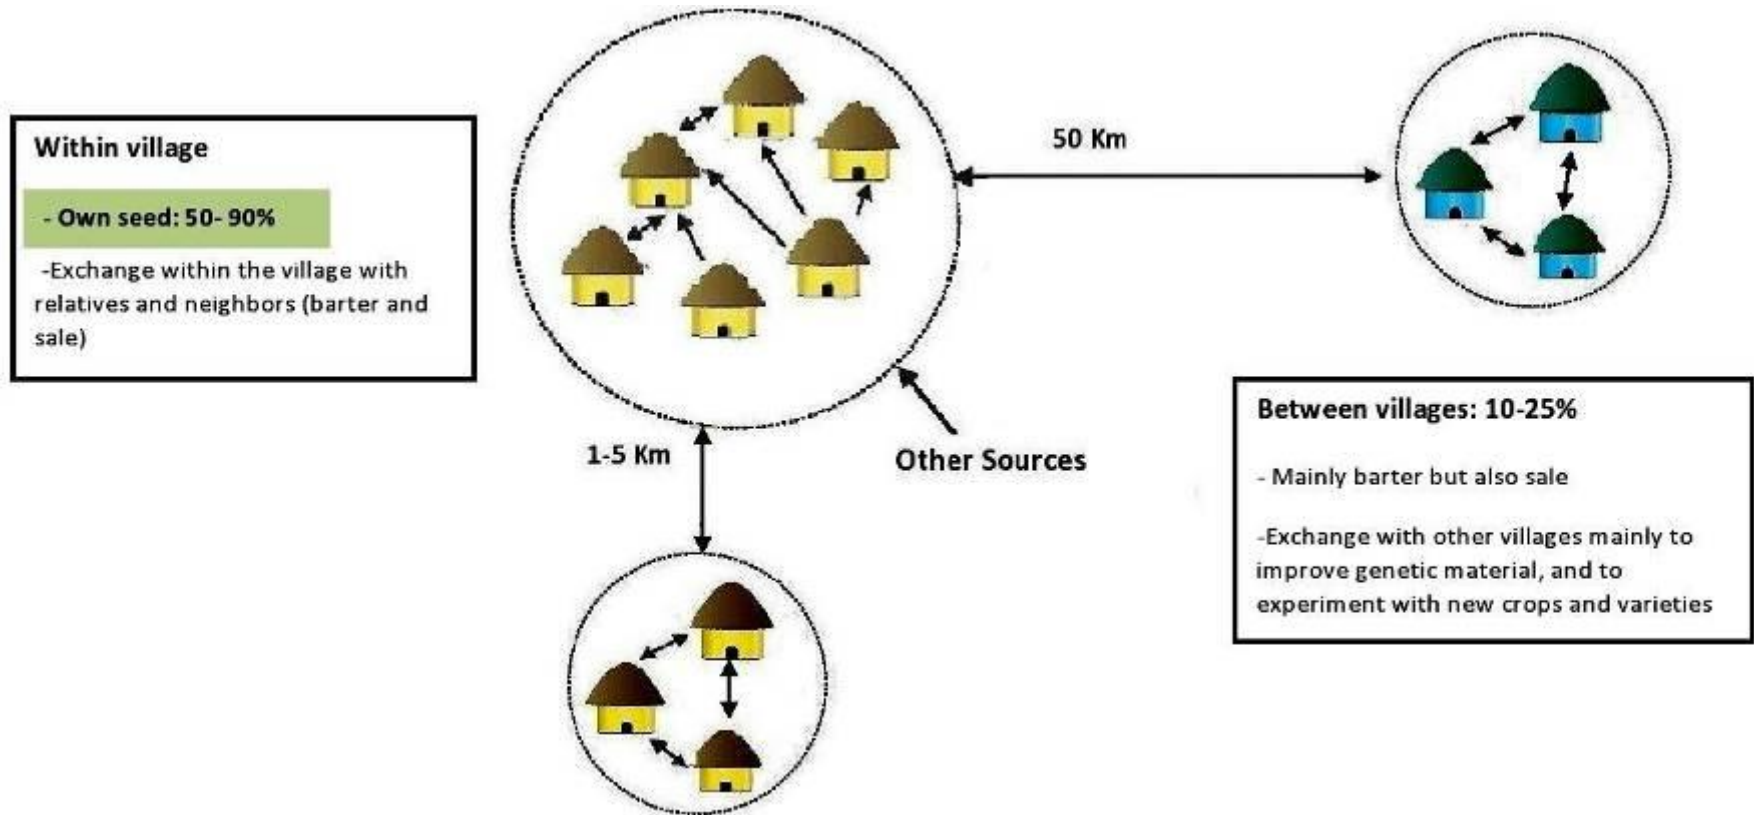 Within village
- Own seed: 50- 90%
-Exchange within the village with
relatives and neighbors (barter and
sale)
50 Km
1-5 Km
Other Sources
Between villages: 10-25%
- Mainly barter but also sale
-Exchange with other villages mainly to
improve genetic material, and to
experiment with new crops and varieties